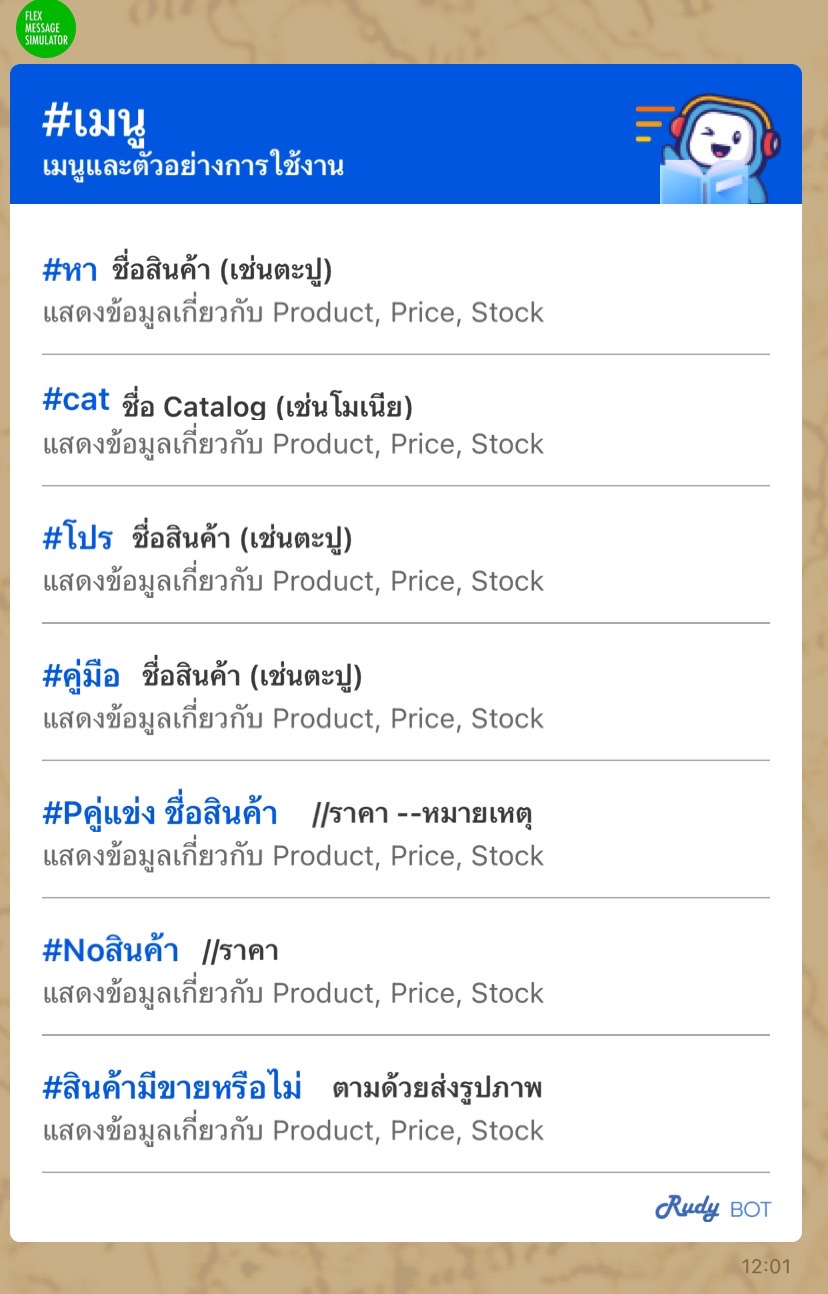 FLEX
MESSAGE
SIMULATOR
#เมนู
เมนูและตัวอย่างการใช้งาน
#หา ชื่อสินค้า (เช่นตะปู)
แสดงข้อมูลเกี่ยวกับ Product, Price, Stock
#cat ชื่อ Catalog (เช่นโมเนีย)
แสดงข้อมูลเกี่ยวกับ Product, Price, Stock
#โปร ชื่อสินค้า (เช่นตะปู)
แสดงข้อมูลเกี่ยวกับ Product, Price, Stock
#คู่มือ ชื่อสินค้า (เช่นตะปู)
แสดงข้อมูลเกี่ยวกับ Product, Price, Stock
#Pคู่แข่ง ชื่อสินค้า //ราคา --หมายเหตุ
แสดงข้อมูลเกี่ยวกับ Product, Price, Stock
#Noสินค้า //ราคา
แสดงข้อมูลเกี่ยวกับ Product, Price, Stock
#สินค้ามีขายหรือไม่ ตามด้วยส่งรูปภาพ
แสดงข้อมูลเกี่ยวกับ Product, Price, Stock
Rudy BOT
12:01